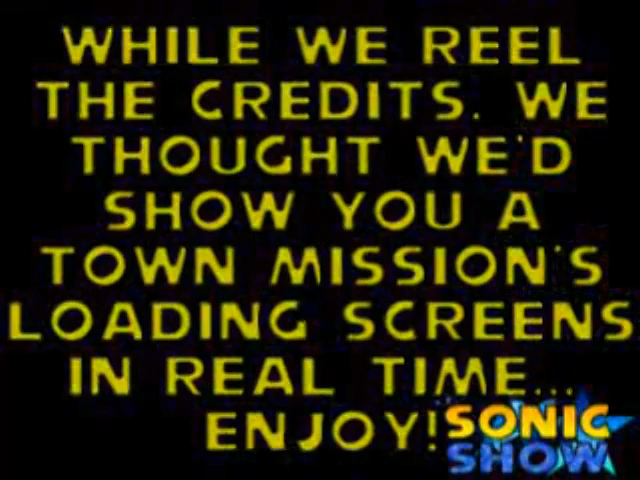 WHILE WE REEL
THE CREDITS. WE
THOUGHT WE'D
SHOW YOU A
TOWN MISSION'S
LOADING SCREENS
IN REAL TIME...
ENJOY!
SONIC
SHOW